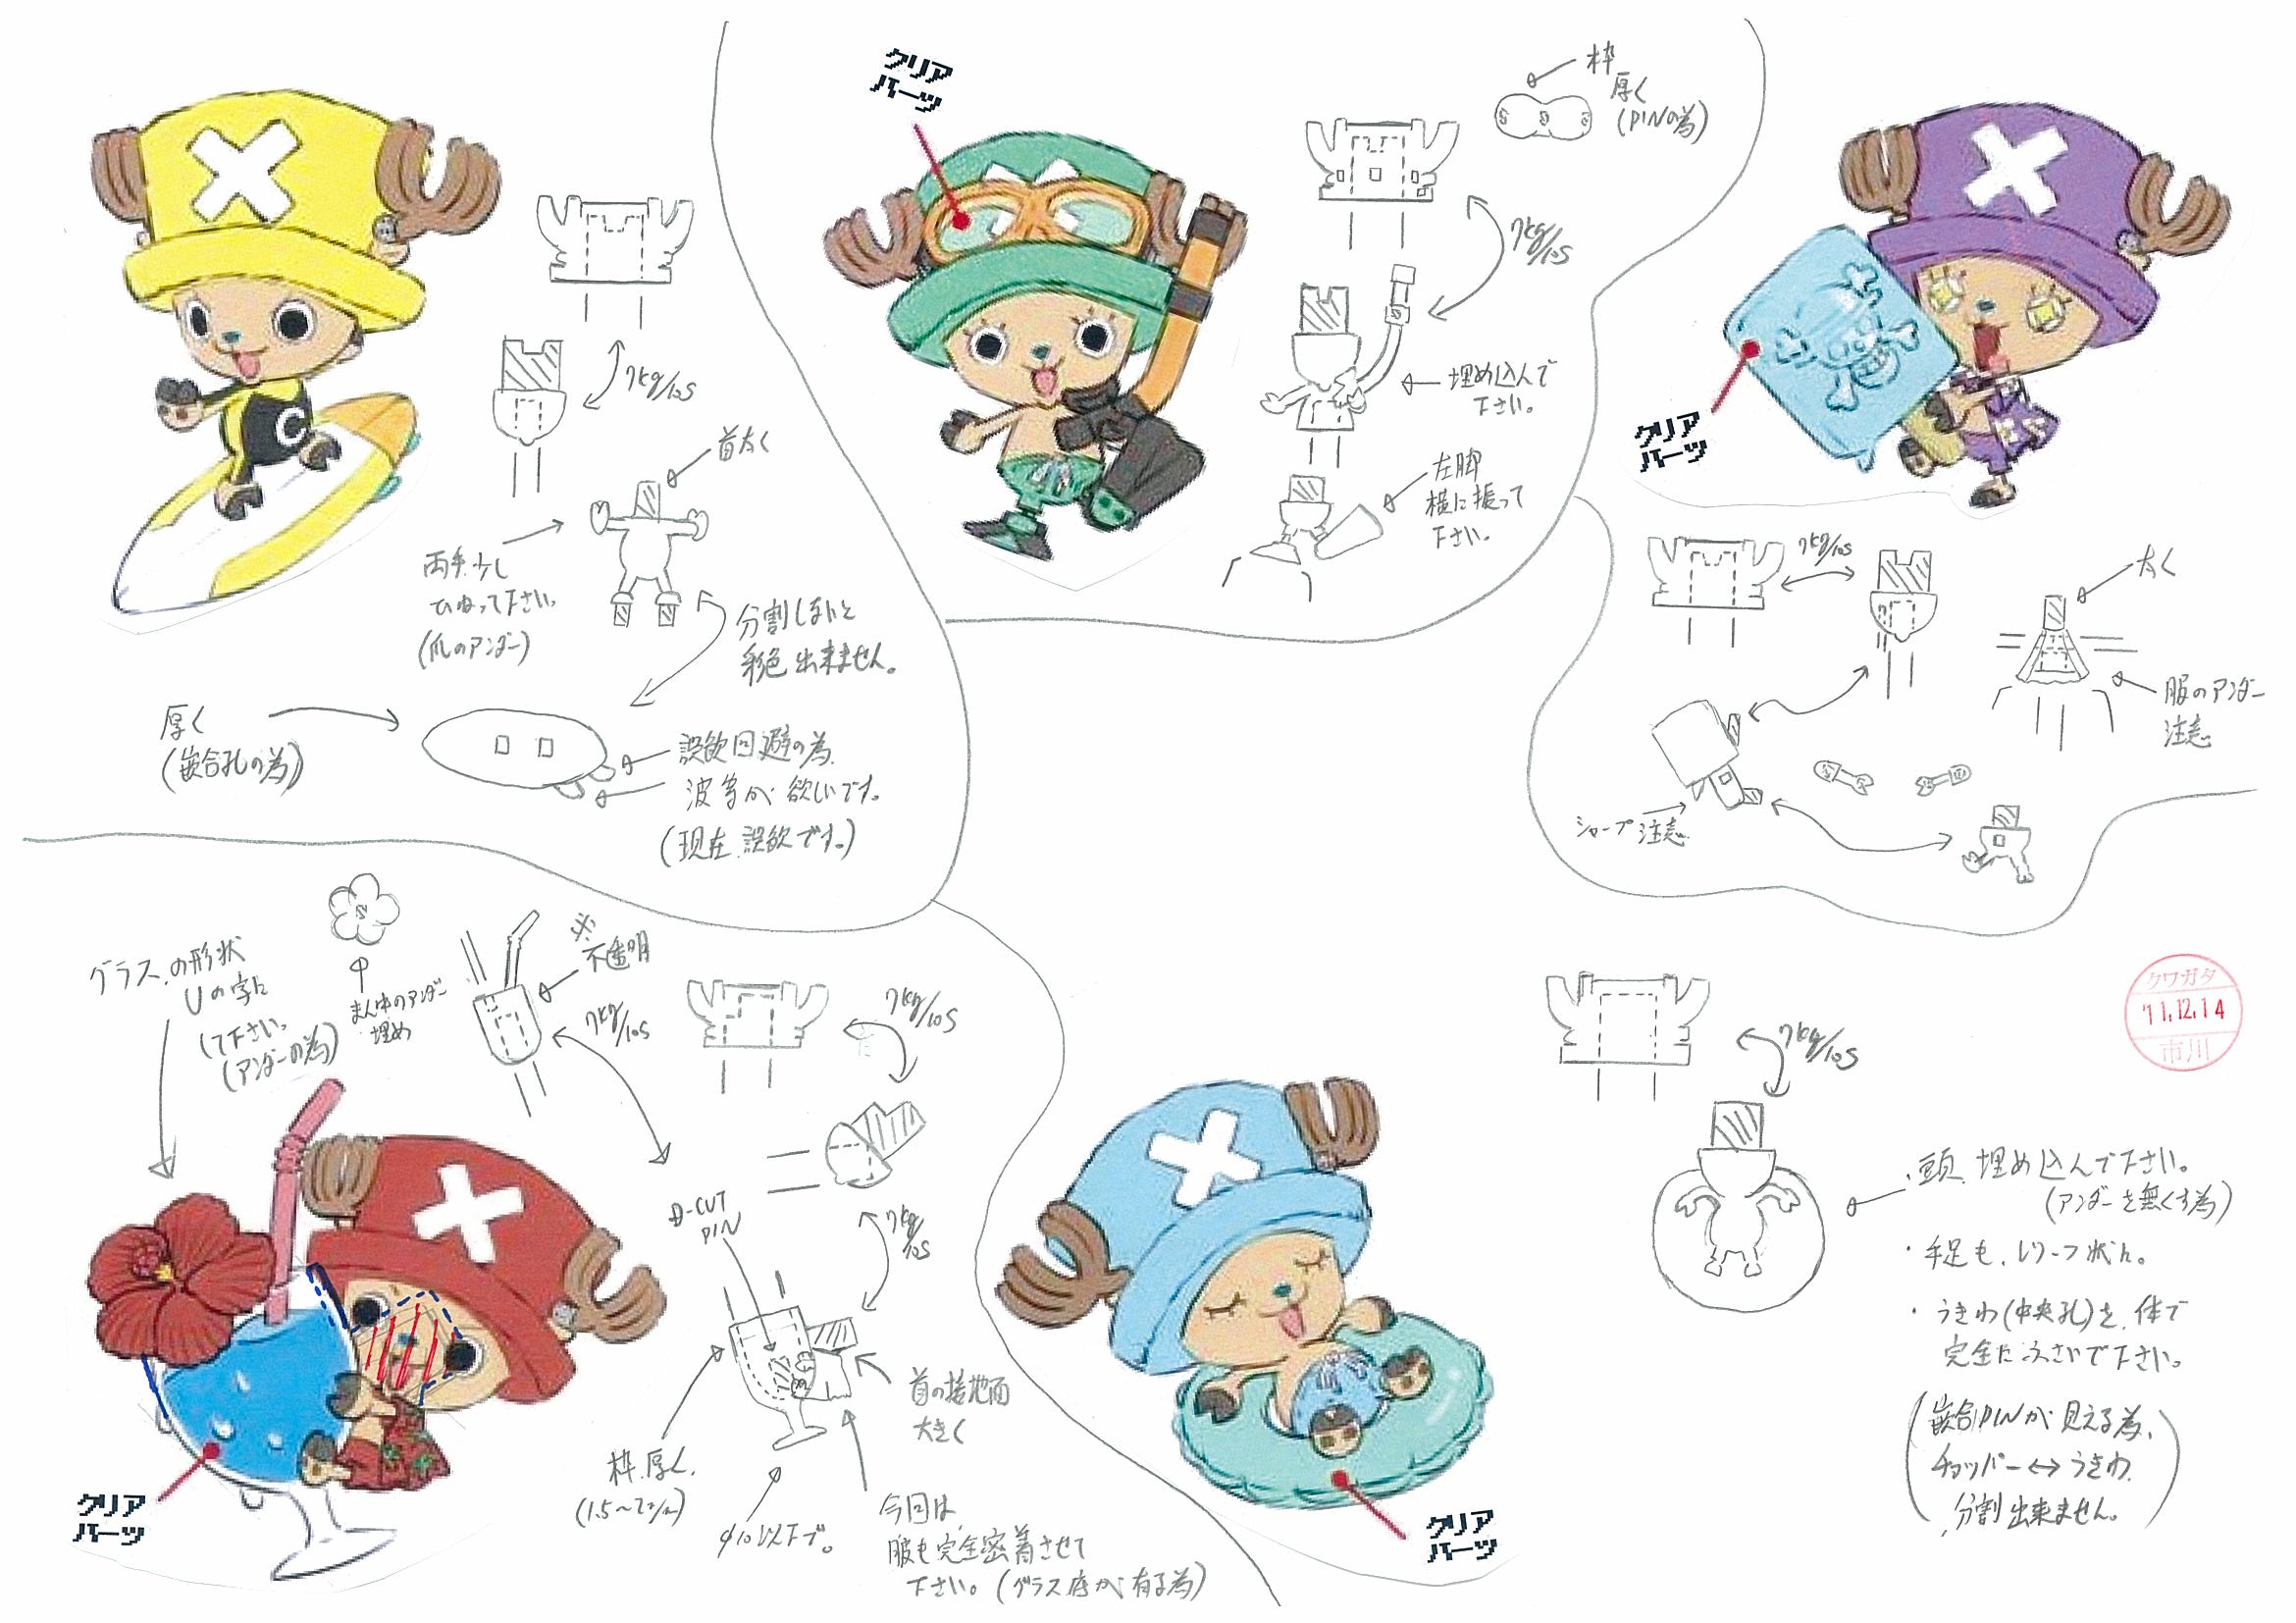 C
7kg/10S
首太く
両手少し
ひねって下さい。
(爪のアンダー)
分割しないと
彩色出来ません。
厚く
(嵌合孔の為)
誤飲回避の為
波等が欲しいです。
(現在、誤飲です。)
クリア
パーツ
枠
厚く
(PINの為)
7kg/10S
埋め込んで
下さい。
左脚
横に振って
下さい。
クリア
パーツ
7kg/10S
太く
服のアンダー
注意
シャープ注意
グラスの形状
Uの字に
して下さい。
(アンダーの為)
まん中のアンダー
埋め
※
不透明
7kg/10S
7kg/10S
D-CUT
PIN
7kg/10S
枠、厚く
φ10以下で。
首の接地面
大きく
今回は
服も完全密着させて
下さい。(グラス底が有る為)
クリア
パーツ
クリア
パーツ
クワガタ
'11.12.14
市川
7kg/10S
・頭、埋め込んで下さい。
(アンダーを無くす為)
・手足も、レリーフ状に。
・うきわ(中央孔)を、体で
完全にふさいで下さい。
(嵌合PINが見える為、
チョッパー↔うきわ
分割出来ません。)